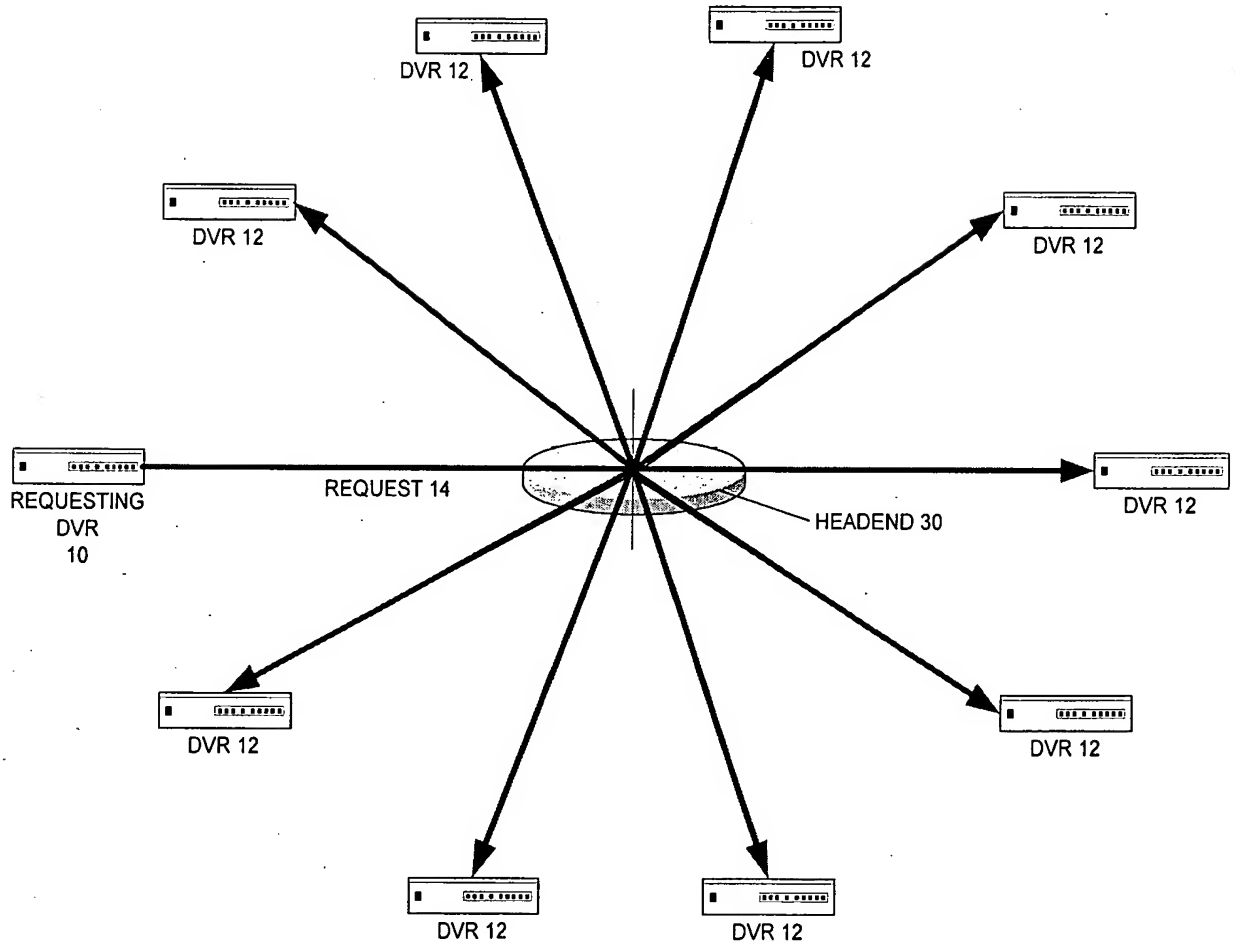 DVR 12
DVR 12
DVR 12
DVR 12
REQUESTING
DVR
10
REQUEST 14
HEADEND 30
DVR 12
DVR 12
DVR 12
DVR 12
DVR 12